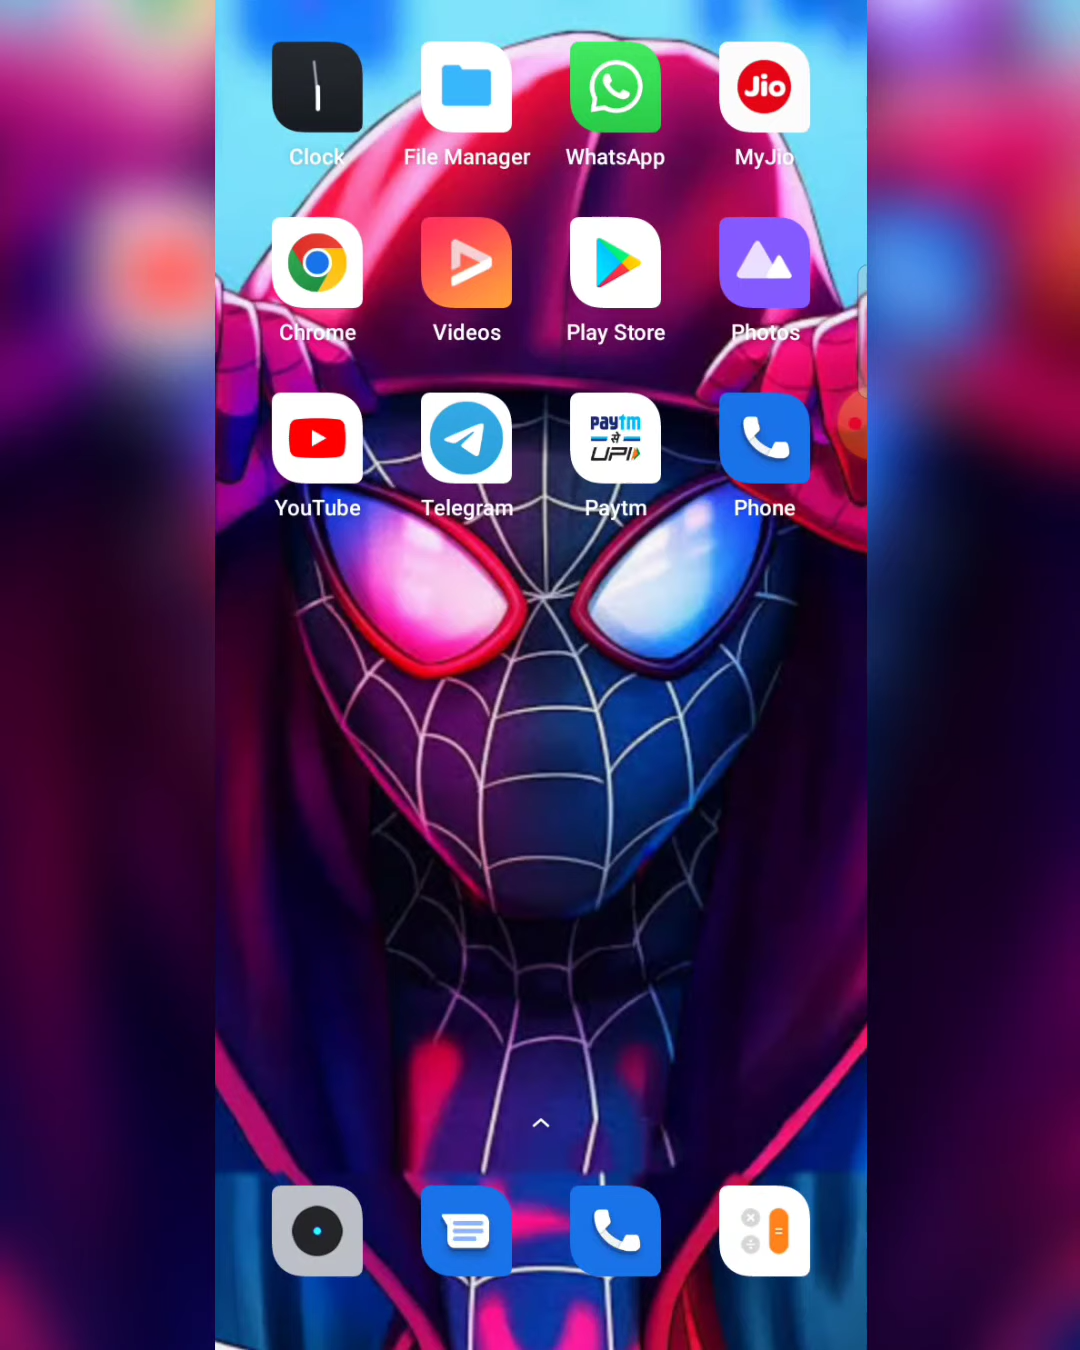 Clock File Manager WhatsApp MyJio
Jio
Chrome Videos Play Store Photos
paytm
से
UPI
YouTube Telegram Paytm Phone